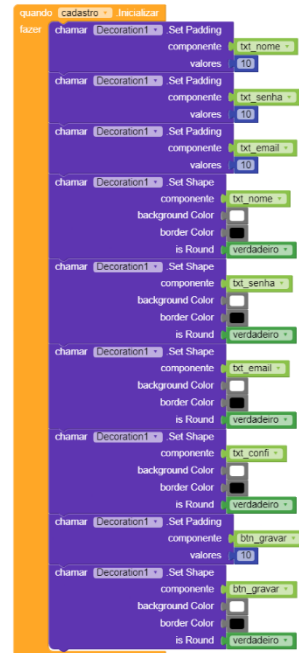 quando cadastro .Inicializar
fazer chamar Decoration1 .Set Padding
componente txt_nome
valores 10
chamar Decoration1 .Set Padding
componente txt_senha
valores 10
chamar Decoration1 .Set Padding
componente txt_email
valores 10
chamar Decoration1 .Set Shape
componente txt_nome
background Color
border Color
is Round verdadeiro
chamar Decoration1 .Set Shape
componente txt_senha
background Color
border Color
is Round verdadeiro
chamar Decoration1 .Set Shape
componente txt_email
background Color
border Color
is Round verdadeiro
chamar Decoration1 .Set Shape
componente txt_confi
background Color
border Color
is Round verdadeiro
chamar Decoration1 .Set Padding
componente btn_gravar
valores 10
chamar Decoration1 .Set Shape
componente btn_gravar
background Color
border Color
is Round verdadeiro